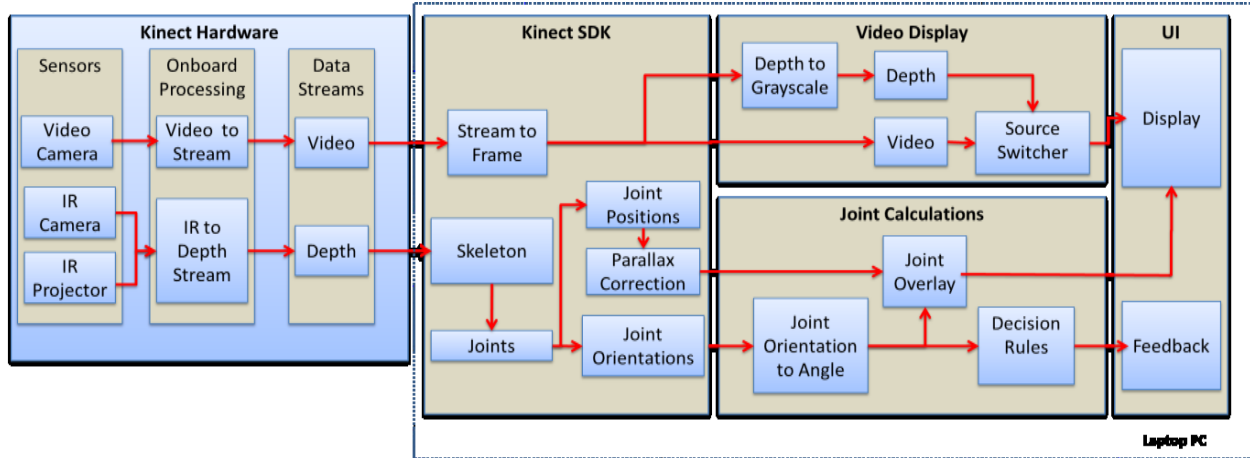 Kinect Hardware
Sensors
Onboard
Processing
Data
Streams
Video
Camera
Video to
Stream
Video
IR
Camera
IR
Projector
IR to
Depth
Stream
Depth
Kinect SDK
Stream to
Frame
Skeleton
Joints
Joint
Positions
Parallax
Correction
Joint
Orientations
Video Display
Depth to
Grayscale
Depth
Video
Source
Switcher
Joint Calculations
Joint
Overlay
Joint
Orientation
to Angle
Decision
Rules
UI
Display
Feedback
Laptop PC